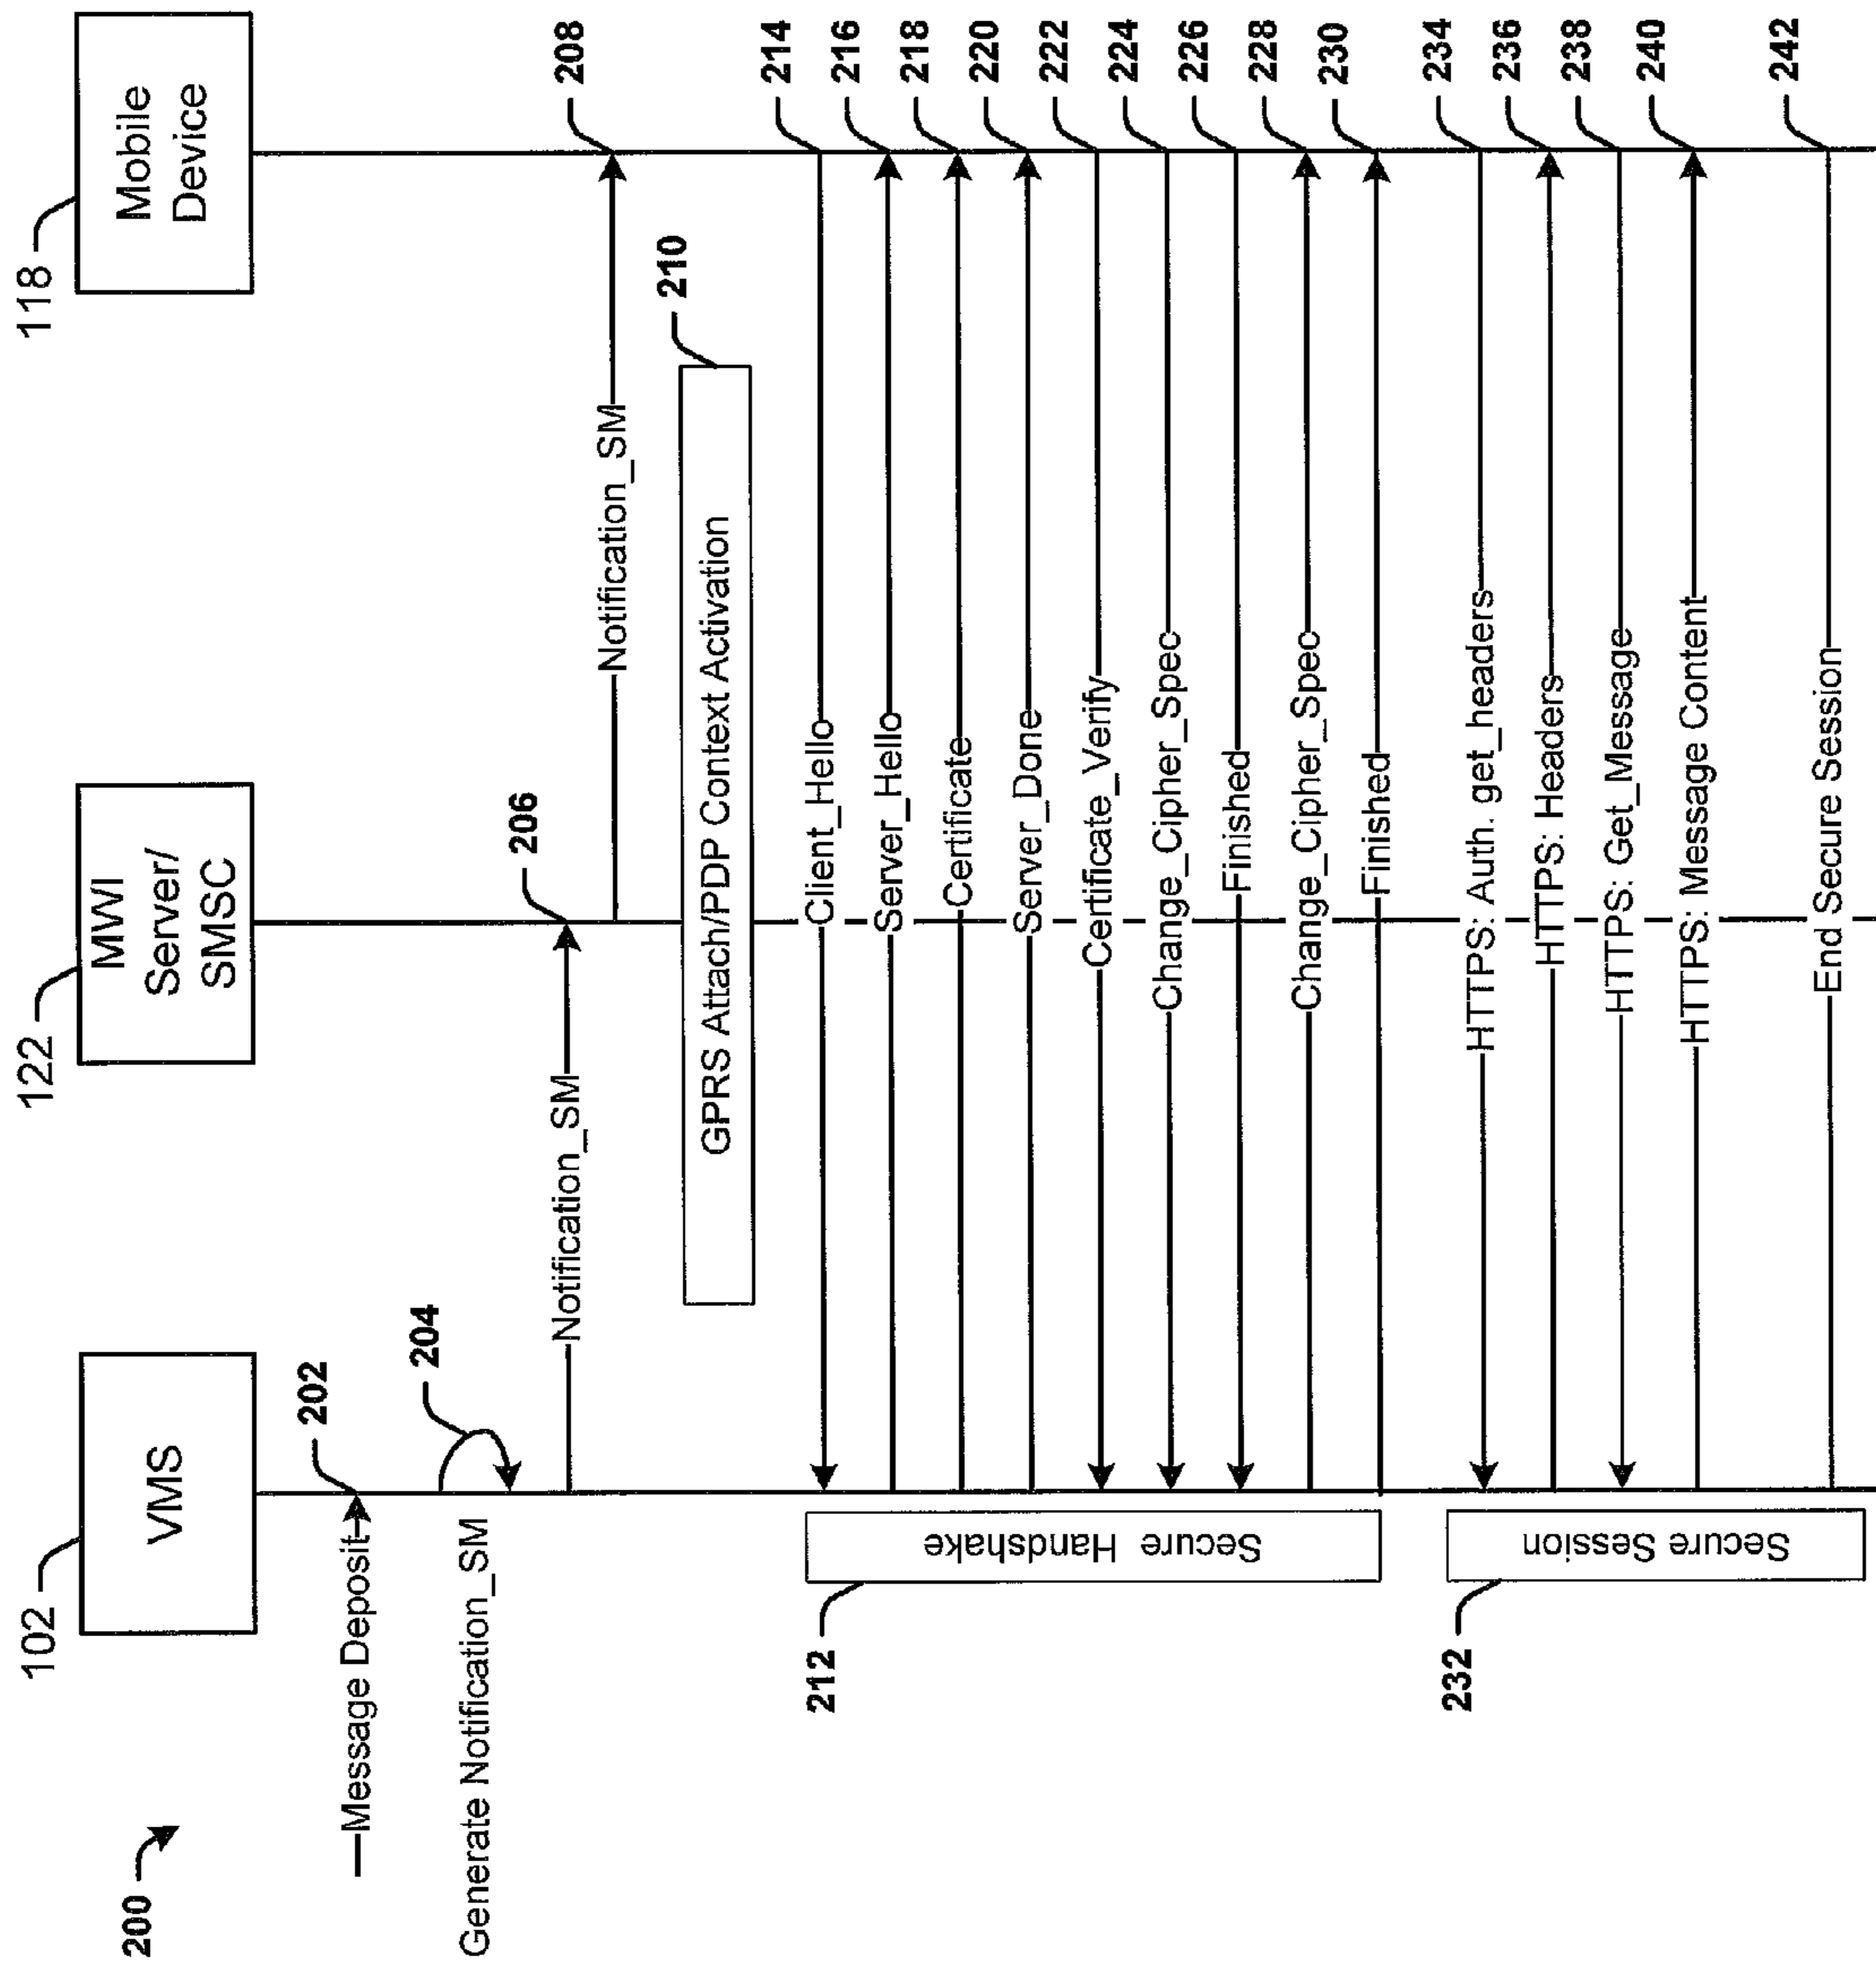 200
102
VMS
122
MWI
Server/
SMSC
118
Mobile
Device
Message Deposit
202
Generate Notification_SM
204
Notification_SM
206
Notification_SM
208
GPRS Attach/PDP Context Activation
210
212
Secure Handshake
Client_Hello
214
Server_Hello
216
Certificate
218
Server_Done
220
Certificate_Verify
222
Change_Cipher_Spec
224
Finished
226
Change_Cipher_Spec
228
Finished
230
232
Secure Session
HTTPS: Auth. get_headers
234
HTTPS: Headers
236
HTTPS: Get_Message
238
HTTPS: Message Content
240
End Secure Session
242